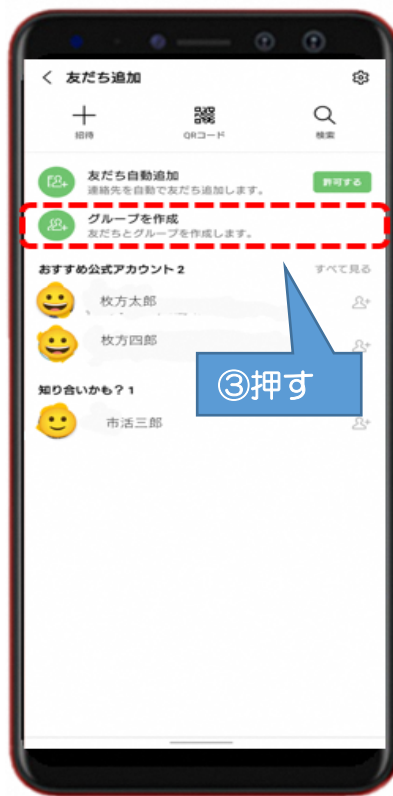 友だち追加
招待
QRコード
検索
友だち自動追加
連絡先を自動で友だち追加します。
許可する
グループを作成
友だちとグループを作成します。
おすすめ公式アカウント 2
すべて見る
枚方太郎
枚方四郎
③押す
知り合いかも？ 1
市活三郎